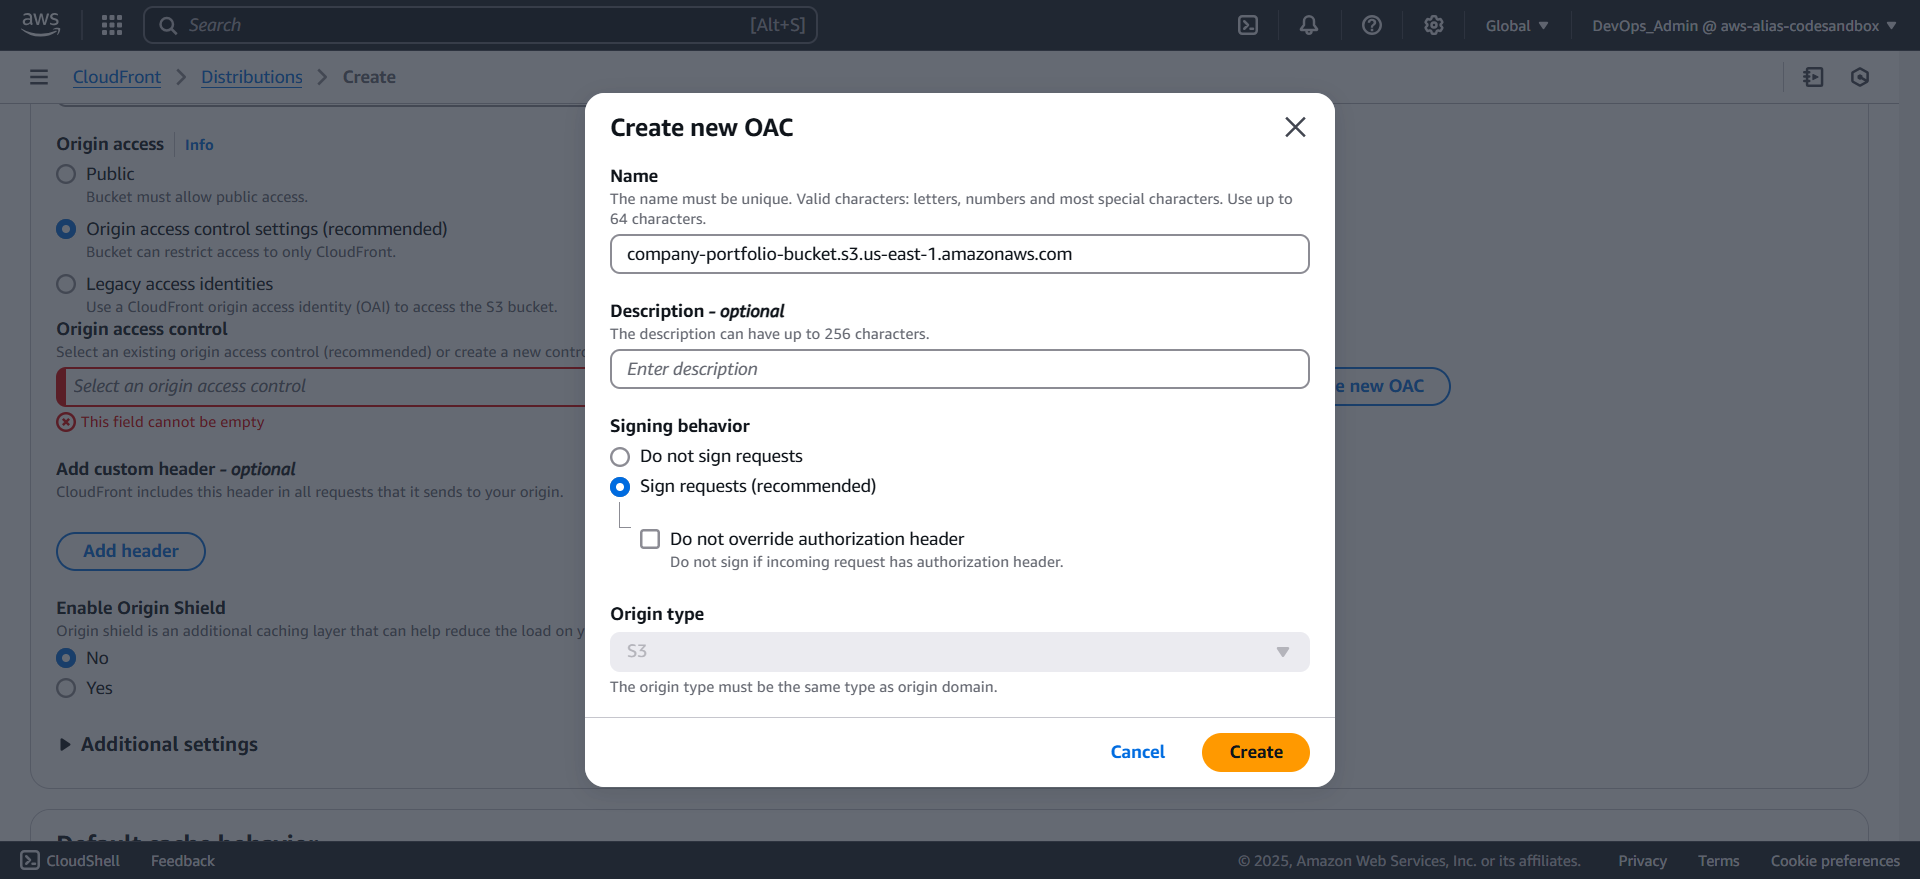 aws
Search
[Alt+S]
Global
DevOps_Admin @ aws-alias-codesandbox
CloudFront
Distributions
Create
Origin access
Info
Public
Bucket must allow public access.
Origin access control settings (recommended)
Bucket can restrict access to only CloudFront.
Legacy access identities
Use a CloudFront origin access identity (OAI) to access the S3 bucket.
Origin access control
Select an existing origin access control (recommended) or create a new contr
Select an origin access control
e new OAC
This field cannot be empty
Add custom header - optional
CloudFront includes this header in all requests that it sends to your origin.
Add header
Enable Origin Shield
Origin shield is an additional caching layer that can help reduce the load on y
No
Yes
Additional settings
Default cache behavior
Create new OAC
Name
The name must be unique. Valid characters: letters, numbers and most special characters. Use up to
64 characters.
company-portfolio-bucket.s3.us-east-1.amazonaws.com
Description - optional
The description can have up to 256 characters.
Enter description
Signing behavior
Do not sign requests
Sign requests (recommended)
Do not override authorization header
Do not sign if incoming request has authorization header.
Origin type
S3
The origin type must be the same type as origin domain.
Cancel
Create
CloudShell
Feedback
© 2025, Amazon Web Services, Inc. or its affiliates.
Privacy
Terms
Cookie preferences